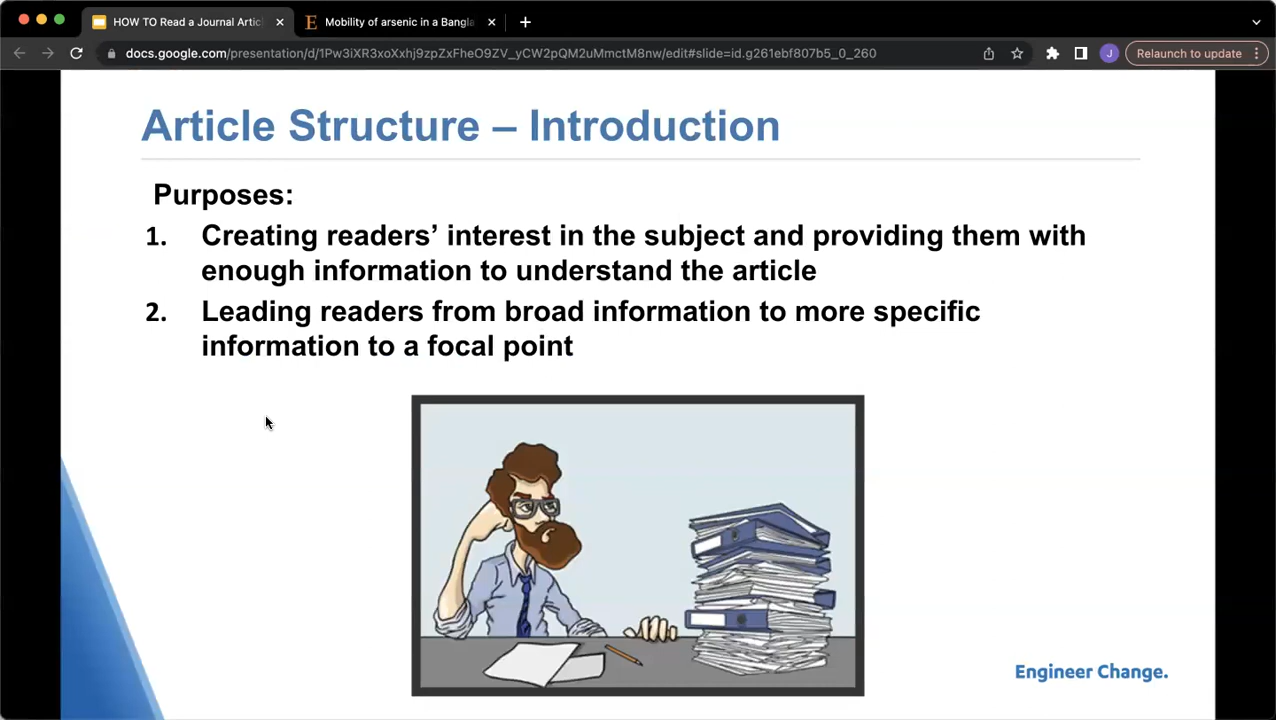 HOW TO Read a Journal Artic
Mobility of arsenic in a Bangla
docs.google.com/presentation/d/1Pw3iXR3xoXxhj9zpZxFheO9ZV_yCW2pQM2uMmctM8nw/edit#slide=id.g261ebf807b5_0_260
J
Relaunch to update
Article Structure – Introduction
Purposes:
1. Creating readers’ interest in the subject and providing them with
enough information to understand the article
2. Leading readers from broad information to more specific
information to a focal point
Engineer Change.